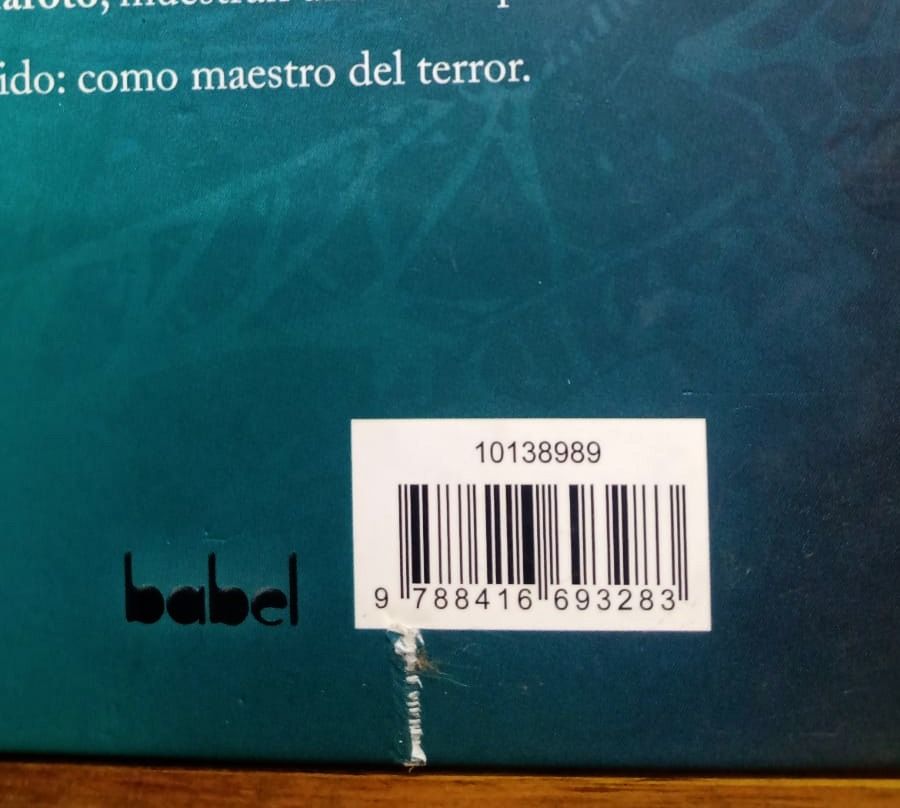 ido: como maestro del terror.
10138989
babel
9 788416 693283